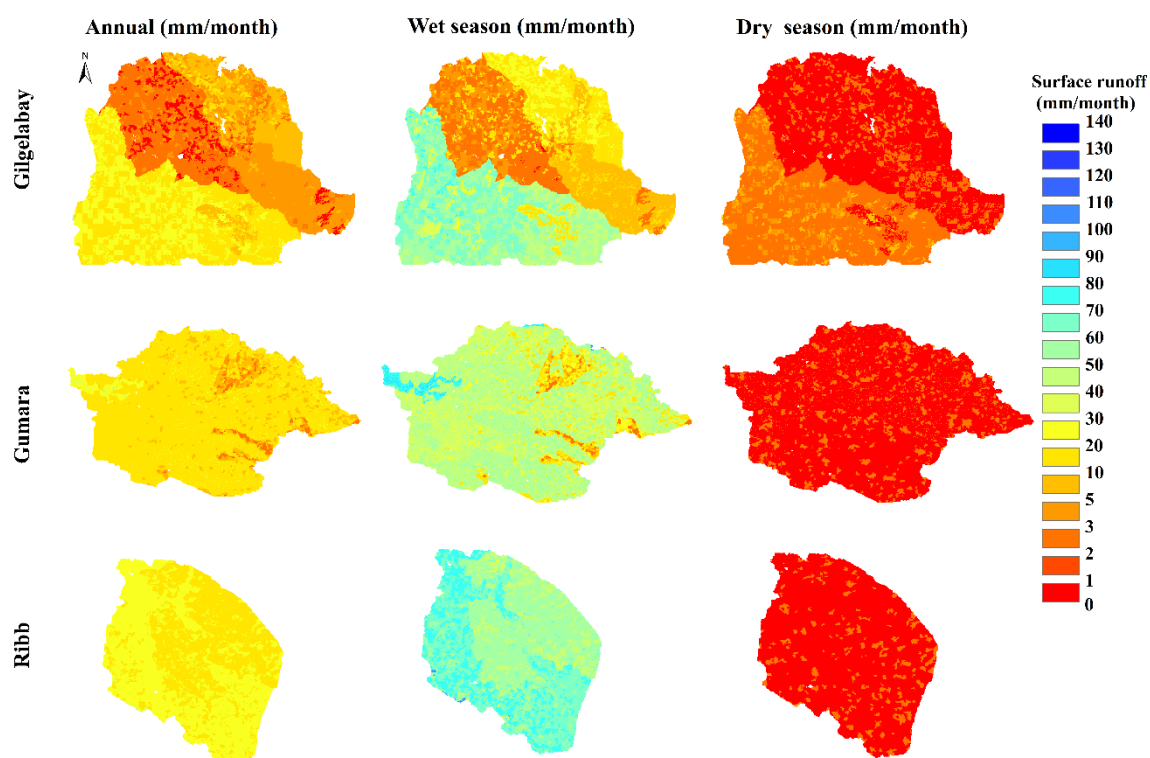 Annual (mm/month)
Wet season (mm/month)
Dry season (mm/month)
N
Gilgelabay
Gumara
Ribb
Surface runoff
(mm/month)
140
130
120
110
100
90
80
70
60
50
40
30
20
10
5
3
2
1
0